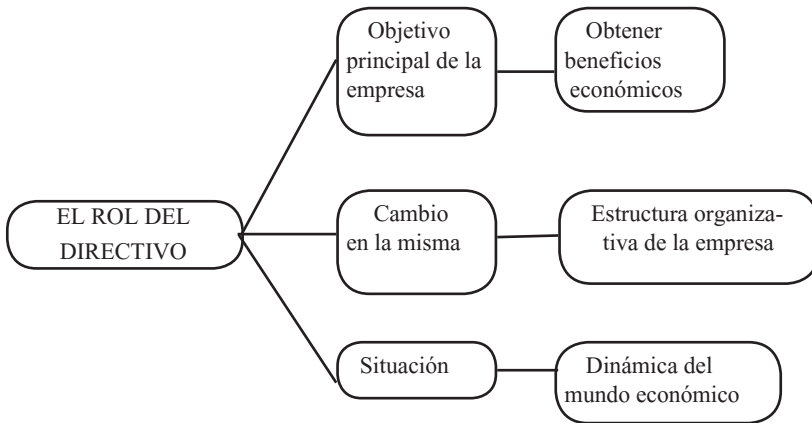 Objetivo
principal de la
empresa
Obtener
beneficios
económicos
EL ROL DEL
DIRECTIVO
Cambio
en la misma
Estructura organiza-
tiva de la empresa
Situación
Dinámica del
mundo económico